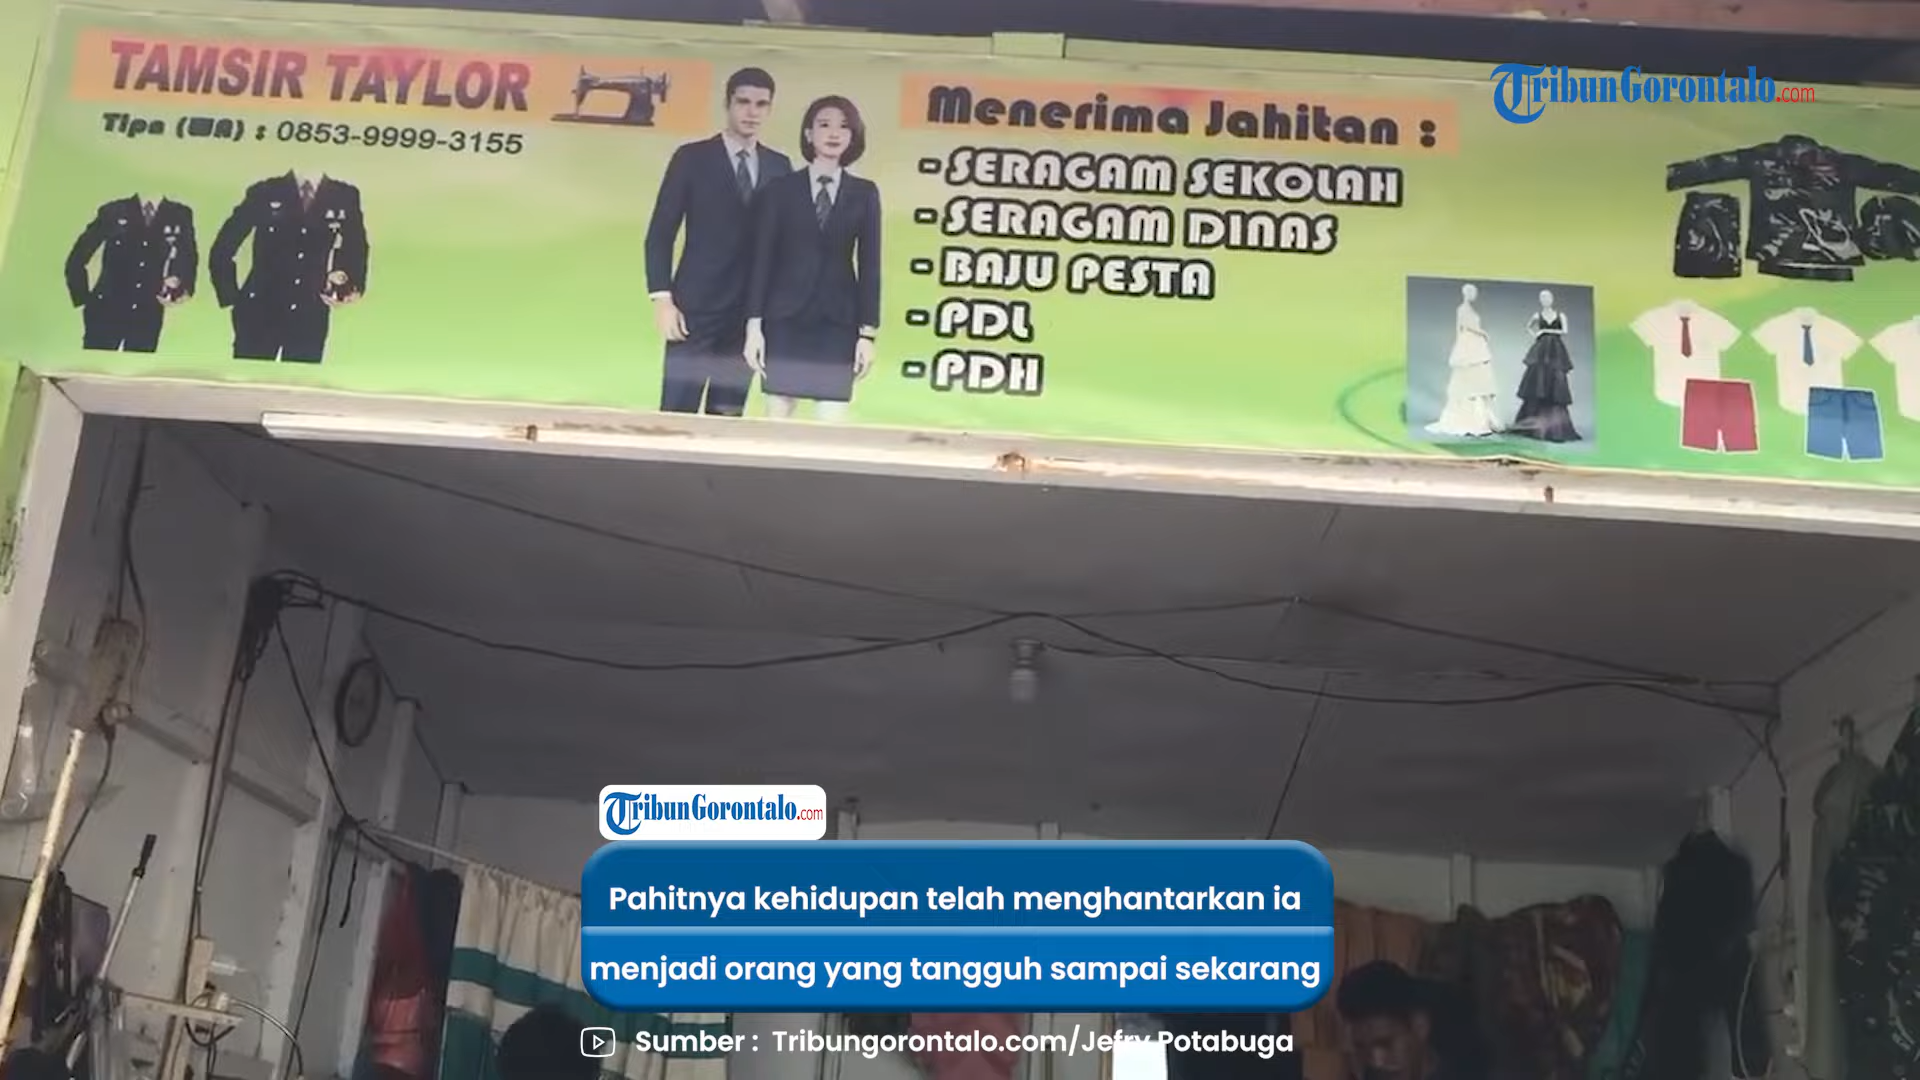 TAMSIR TAYLOR
Tlpn (WA) : 0853-9999-3155
Menerima Jahitan :
- SERAGAM SEKOLAH
- SERAGAM DINAS
- BAJU PESTA
- PDL
- PDH
TribunGorontalo.com
TribunGorontalo.com
Pahitnya kehidupan telah menghantarkan ia
menjadi orang yang tangguh sampai sekarang
Sumber : Tribungorontalo.com/Jefry Potabuga